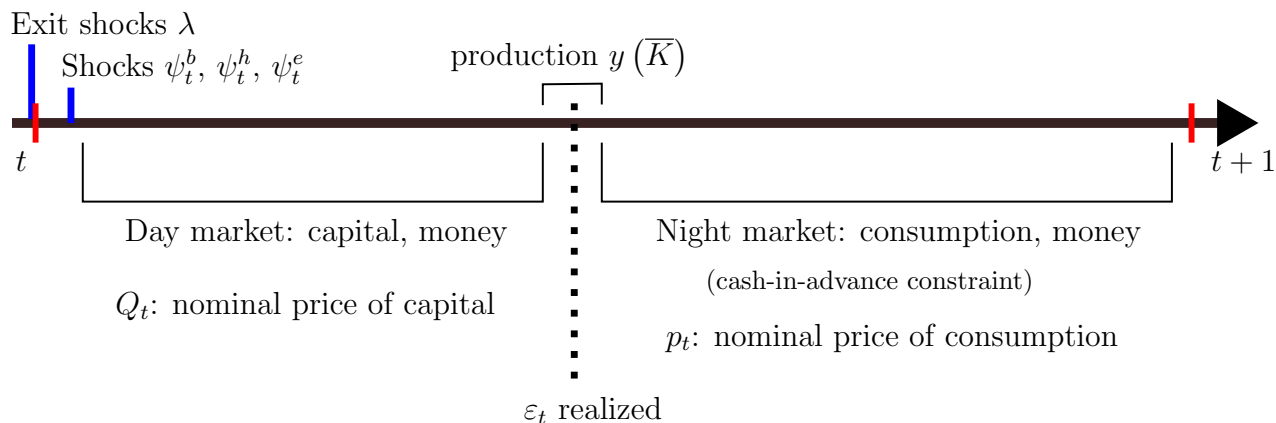 Exit shocks λ
Shocks ψ_t^b, ψ_t^h, ψ_t^e
production y (K̅)
t
t + 1
Day market: capital, money
Night market: consumption, money
(cash-in-advance constraint)
Q_t: nominal price of capital
p_t: nominal price of consumption
ε_t realized